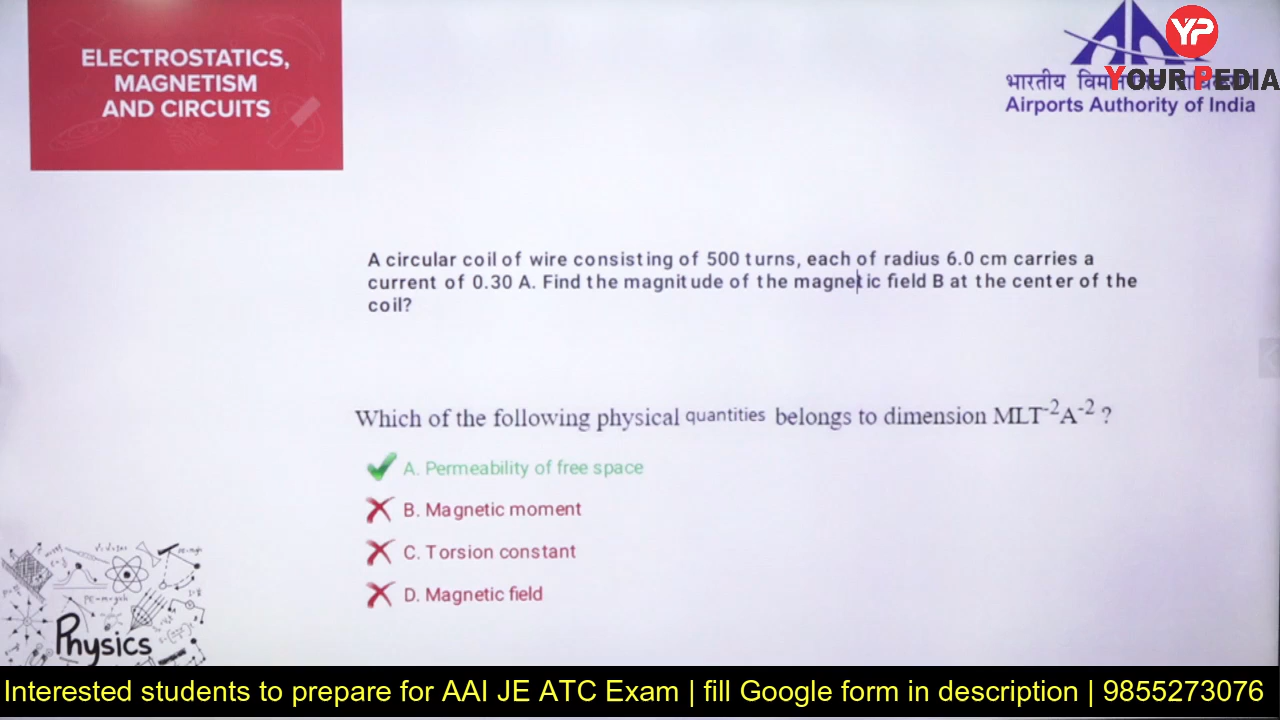 ELECTROSTATICS,
MAGNETISM
AND CIRCUITS
YP
YOUR PEDIA
भारतीय
Airports Authority of India
A circular coil of wire consisting of 500 turns, each of radius 6.0 cm carries a
current of 0.30 A. Find the magnitude of the magnetic field B at the center of the
coil?
Which of the following physical quantities belongs to dimension MLT⁻²A⁻² ?
A. Permeability of free space
B. Magnetic moment
C. Torsion constant
D. Magnetic field
Physics
Interested students to prepare for AAI JE ATC Exam | fill Google form in description | 9855273076